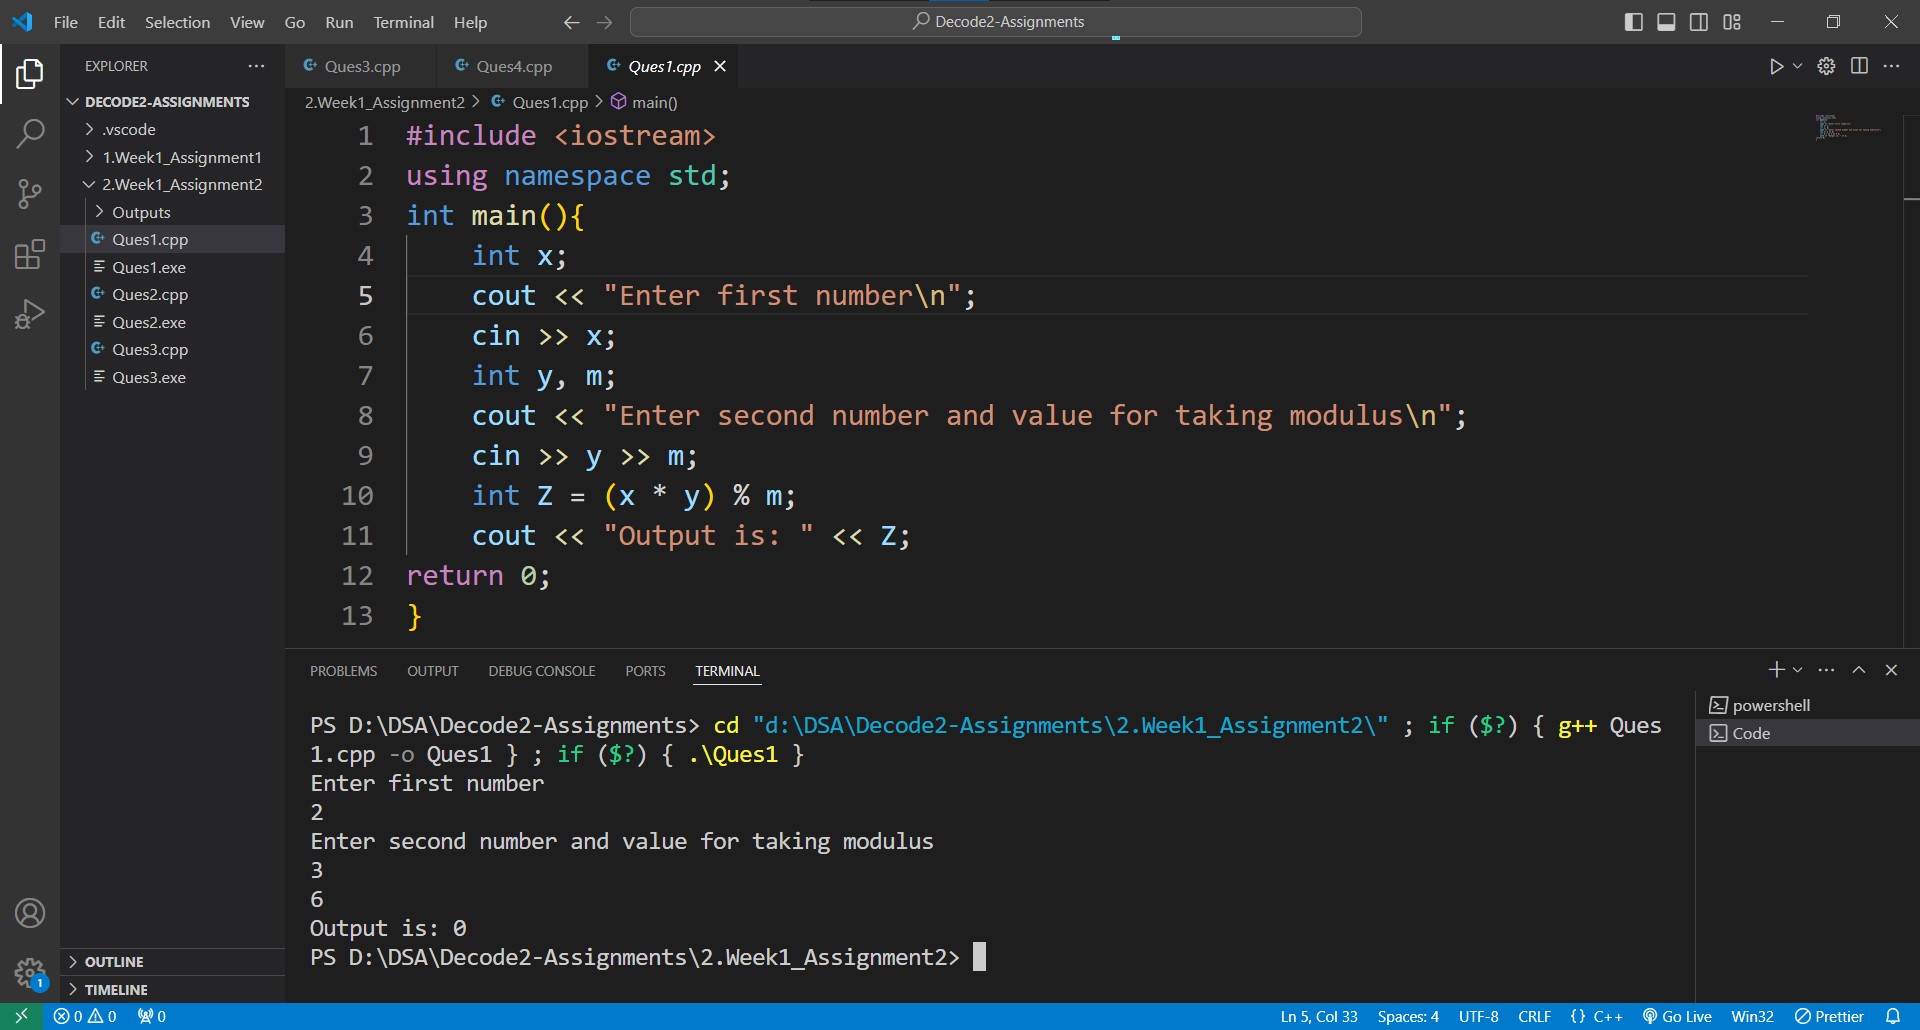 File Edit Selection View Go Run Terminal Help
Decode2-Assignments
EXPLORER
DECODE2-ASSIGNMENTS
.vscode
1.Week1_Assignment1
2.Week1_Assignment2
Outputs
Ques1.cpp
Ques1.exe
Ques2.cpp
Ques2.exe
Ques3.cpp
Ques3.exe
OUTLINE
TIMELINE
1
Ques3.cpp Ques4.cpp Ques1.cpp
2.Week1_Assignment2 > Ques1.cpp > main()
1 #include <iostream>
2 using namespace std;
3 int main(){
4 int x;
5 cout << "Enter first number\n";
6 cin >> x;
7 int y, m;
8 cout << "Enter second number and value for taking modulus\n";
9 cin >> y >> m;
10 int Z = (x * y) % m;
11 cout << "Output is: " << Z;
12 return 0;
13 }
PROBLEMS OUTPUT DEBUG CONSOLE PORTS TERMINAL
PS D:\DSA\Decode2-Assignments> cd "d:\DSA\Decode2-Assignments\2.Week1_Assignment2\" ; if ($?) { g++ Ques
1.cpp -o Ques1 } ; if ($?) { .\Ques1 }
Enter first number
2
Enter second number and value for taking modulus
3
6
Output is: 0
PS D:\DSA\Decode2-Assignments\2.Week1_Assignment2>
powershell
Code
0 0 0 Ln 5, Col 33 Spaces: 4 UTF-8 CRLF {} C++ Go Live Win32 Prettier